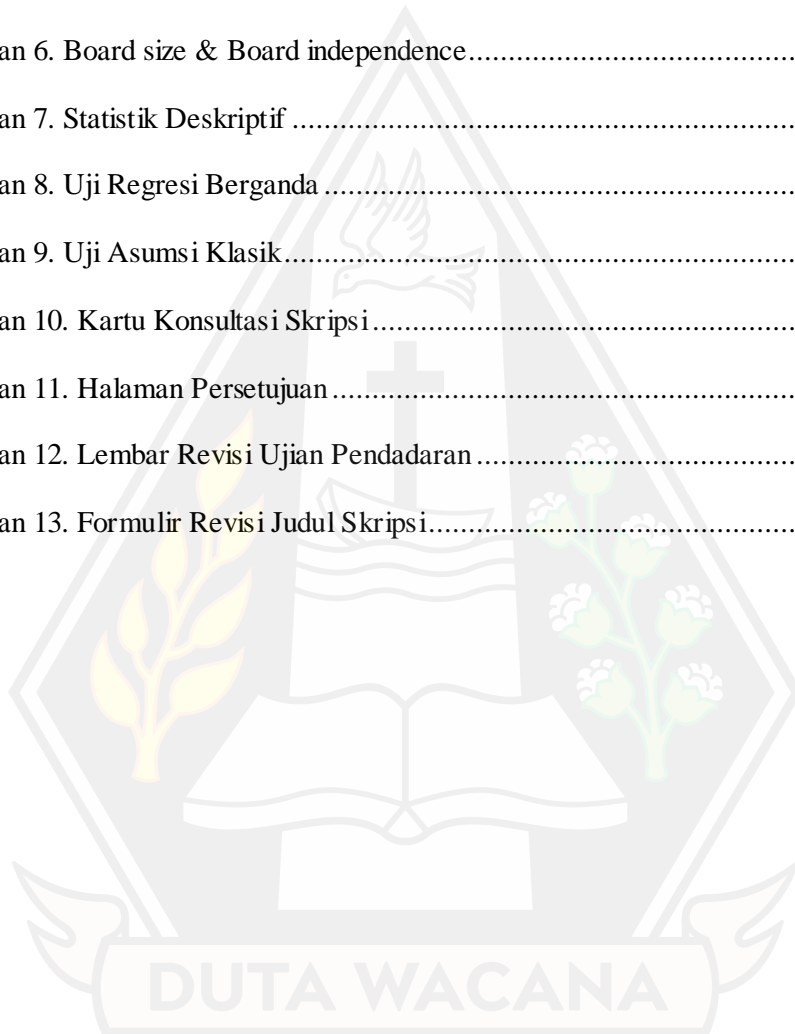 an 6. Board size & Board independence....................................
an 7. Statistik Deskriptif ....................................
an 8. Uji Regresi Berganda ....................................
an 9. Uji Asumsi Klasik....................................
an 10. Kartu Konsultasi Skripsi....................................
an 11. Halaman Persetujuan ....................................
an 12. Lembar Revisi Ujian Pendadaran ....................................
an 13. Formulir Revisi Judul Skripsi....................................
DUTA WACANA